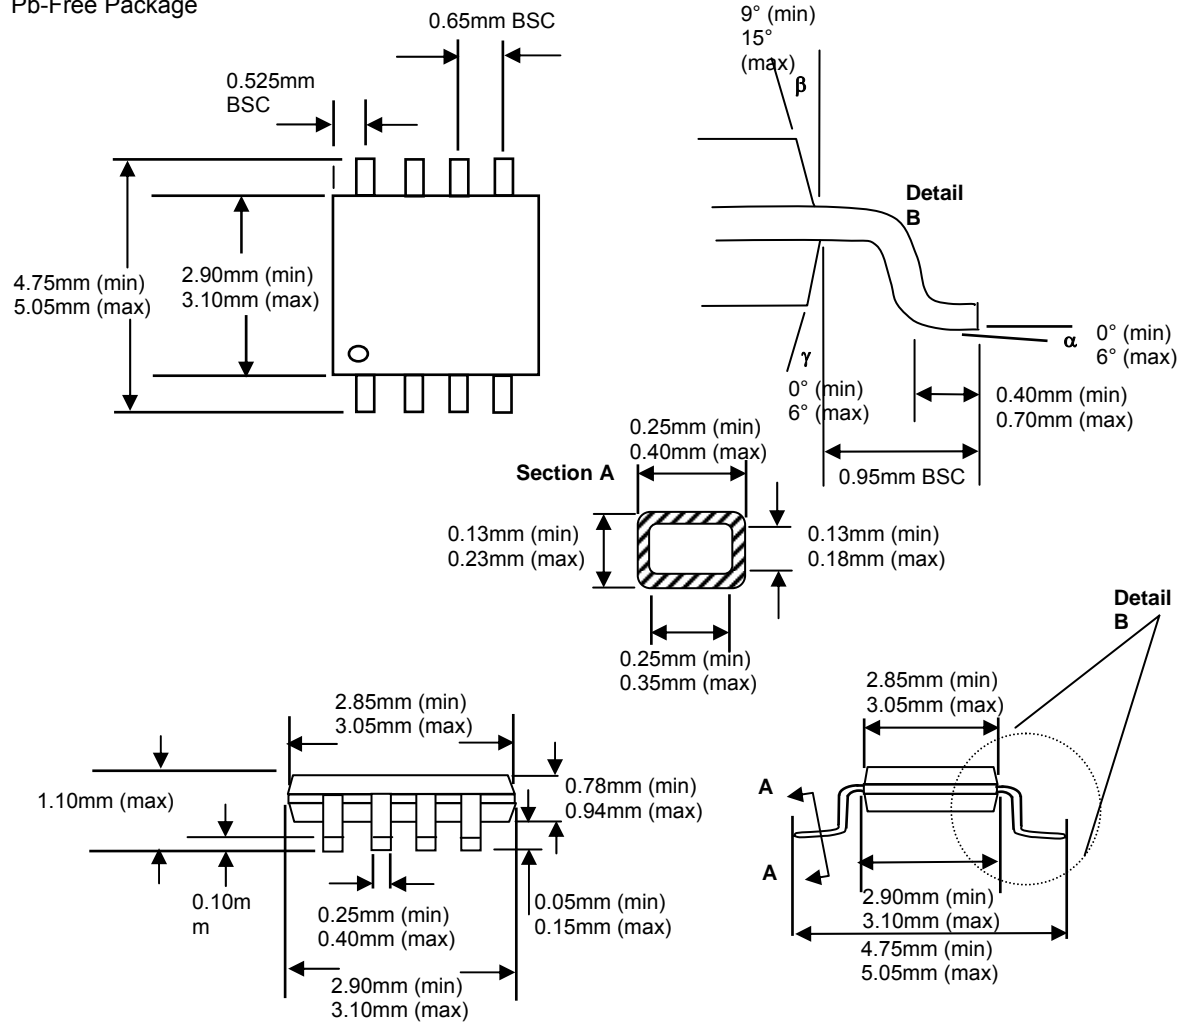 Pb-Free Package
0.65mm BSC
0.525mm
BSC
4.75mm (min)
5.05mm (max)
2.90mm (min)
3.10mm (max)
9° (min)
15°
(max)
β
Detail
B
α
0° (min)
6° (max)
γ
0° (min)
6° (max)
0.40mm (min)
0.70mm (max)
0.95mm BSC
Section A
0.25mm (min)
0.40mm (max)
0.13mm (min)
0.23mm (max)
0.13mm (min)
0.18mm (max)
0.25mm (min)
0.35mm (max)
2.85mm (min)
3.05mm (max)
1.10mm (max)
0.78mm (min)
0.94mm (max)
0.10m
m
0.25mm (min)
0.40mm (max)
0.05mm (min)
0.15mm (max)
2.90mm (min)
3.10mm (max)
Detail
B
2.85mm (min)
3.05mm (max)
A
A
2.90mm (min)
3.10mm (max)
4.75mm (min)
5.05mm (max)